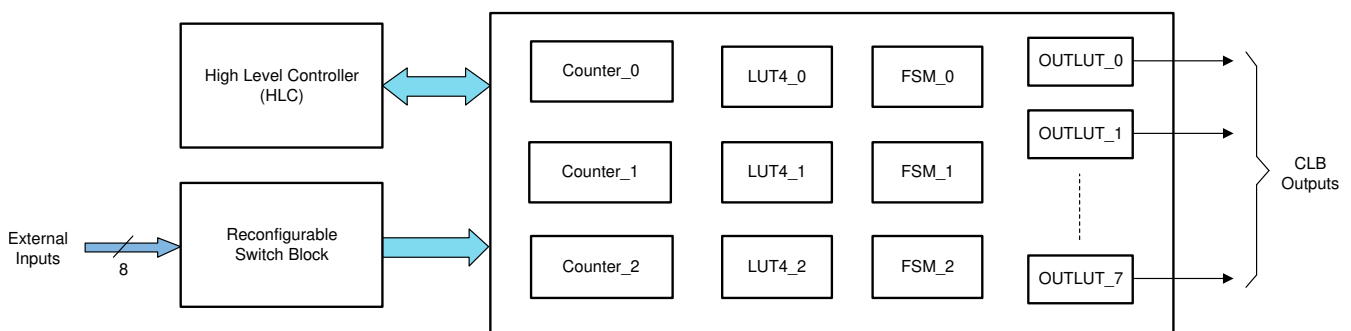 High Level Controller
(HLC)
Counter_0
LUT4_0
FSM_0
OUTLUT_0
OUTLUT_1
Counter_1
LUT4_1
FSM_1
CLB
Outputs
External
Inputs
8
Reconfigurable
Switch Block
Counter_2
LUT4_2
FSM_2
OUTLUT_7